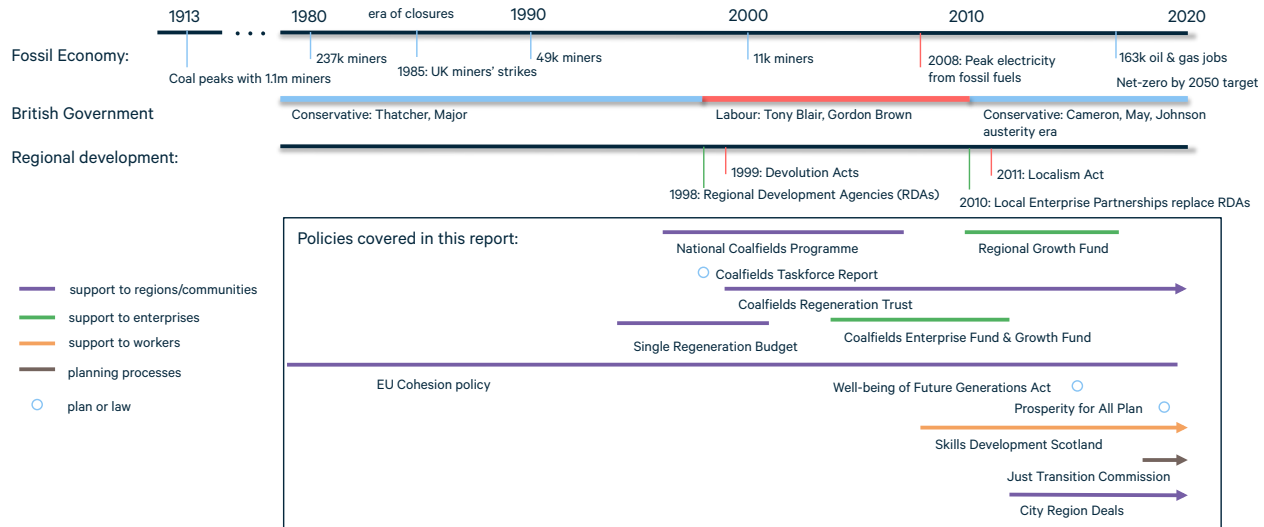 1913
1980
era of closures
1990
2000
2010
2020
Fossil Economy:
Coal peaks with 1.1m miners
237k miners
1985: UK miners' strikes
49k miners
11k miners
2008: Peak electricity
from fossil fuels
163k oil & gas jobs
Net-zero by 2050 target
British Government
Conservative: Thatcher, Major
Labour: Tony Blair, Gordon Brown
Conservative: Cameron, May, Johnson
austerity era
Regional development:
1999: Devolution Acts
1998: Regional Development Agencies (RDAs)
2011: Localism Act
2010: Local Enterprise Partnerships replace RDAs
Policies covered in this report:
National Coalfields Programme
Regional Growth Fund
Coalfields Taskforce Report
Coalfields Regeneration Trust
Single Regeneration Budget
Coalfields Enterprise Fund & Growth Fund
EU Cohesion policy
Well-being of Future Generations Act
Prosperity for All Plan
Skills Development Scotland
Just Transition Commission
City Region Deals
support to regions/communities
support to enterprises
support to workers
planning processes
plan or law